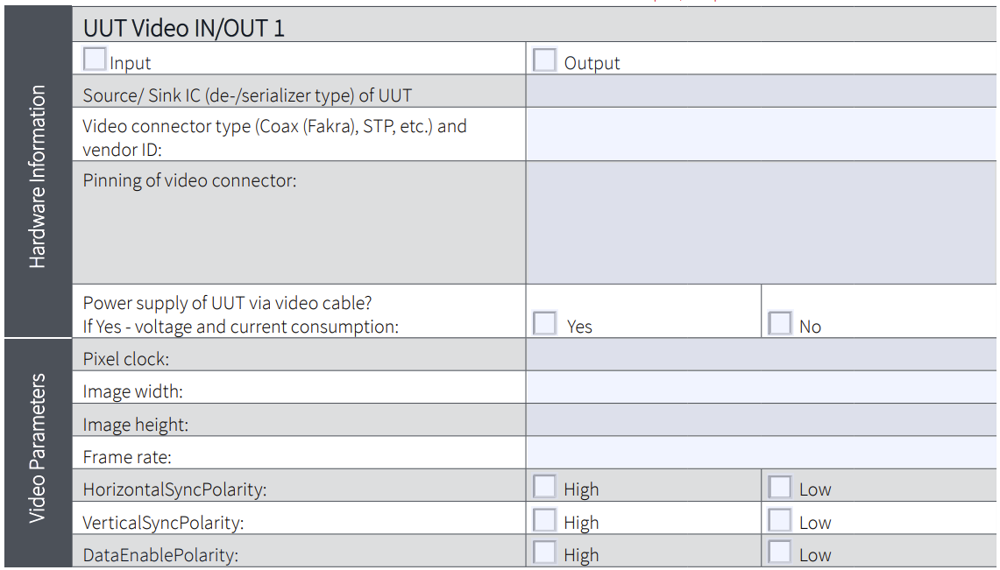 UUT Video IN/OUT 1
Hardware Information
Input
Output
Source/ Sink IC (de-/serializer type) of UUT
Video connector type (Coax (Fakra), STP, etc.) and
vendor ID:
Pinning of video connector:
Power supply of UUT via video cable?
If Yes - voltage and current consumption:
Yes
No
Video Parameters
Pixel clock:
Image width:
Image height:
Frame rate:
HorizontalSyncPolarity:
High
Low
VerticalSyncPolarity:
High
Low
DataEnablePolarity:
High
Low